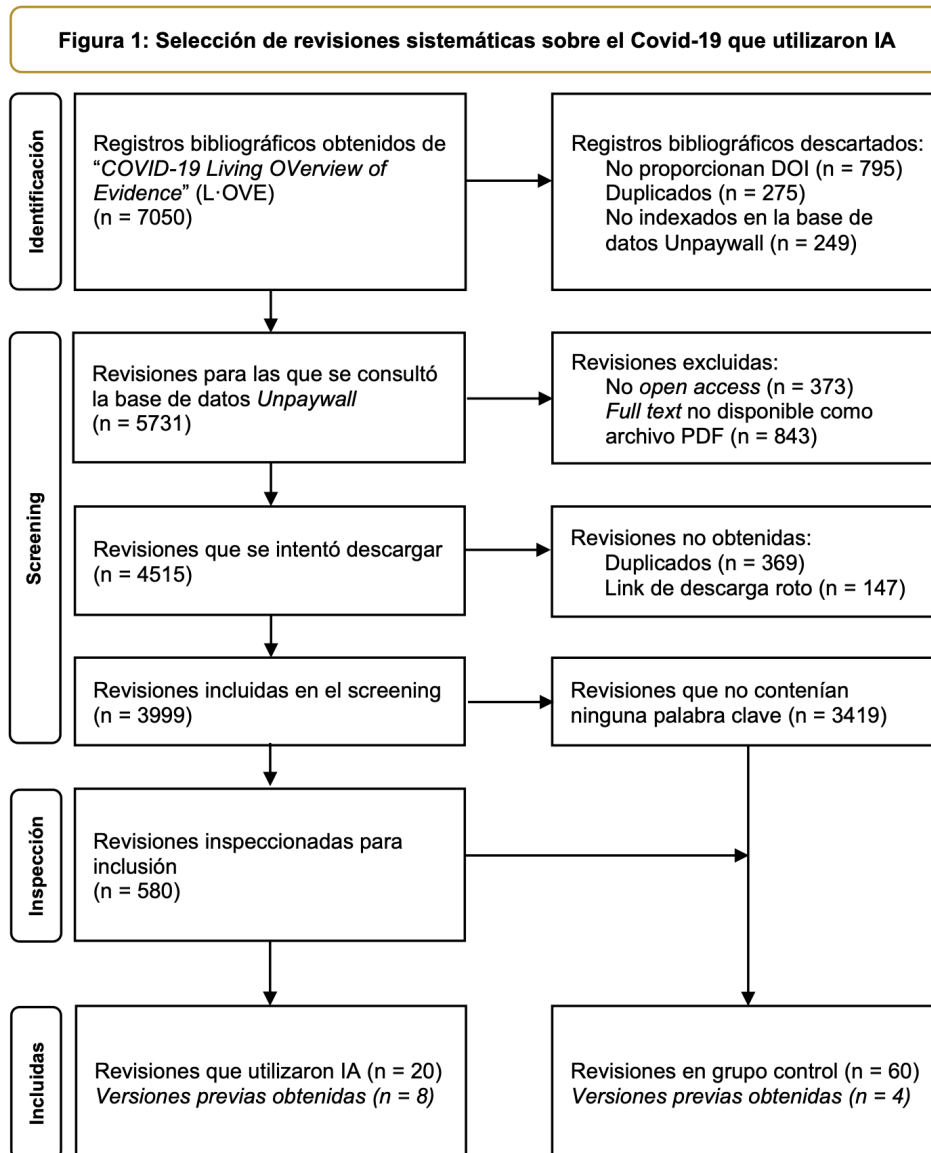 Figura 1: Selección de revisiones sistemáticas sobre el Covid-19 que utilizaron IA
Identificación
Registros bibliográficos obtenidos de
“COVID-19 Living OVerview of
Evidence” (L·OVE)
(n = 7050)
Registros bibliográficos descartados:
No proporcionan DOI (n = 795)
Duplicados (n = 275)
No indexados en la base de
datos Unpaywall (n = 249)
Screening
Revisiones para las que se consultó
la base de datos Unpaywall
(n = 5731)
Revisiones excluidas:
No open access (n = 373)
Full text no disponible como
archivo PDF (n = 843)
Revisiones que se intentó descargar
(n = 4515)
Revisiones no obtenidas:
Duplicados (n = 369)
Link de descarga roto (n = 147)
Revisiones incluidas en el screening
(n = 3999)
Revisiones que no contenían
ninguna palabra clave (n = 3419)
Inspección
Revisiones inspeccionadas para
inclusión
(n = 580)
Incluidas
Revisiones que utilizaron IA (n = 20)
Versiones previas obtenidas (n = 8)
Revisiones en grupo control (n = 60)
Versiones previas obtenidas (n = 4)